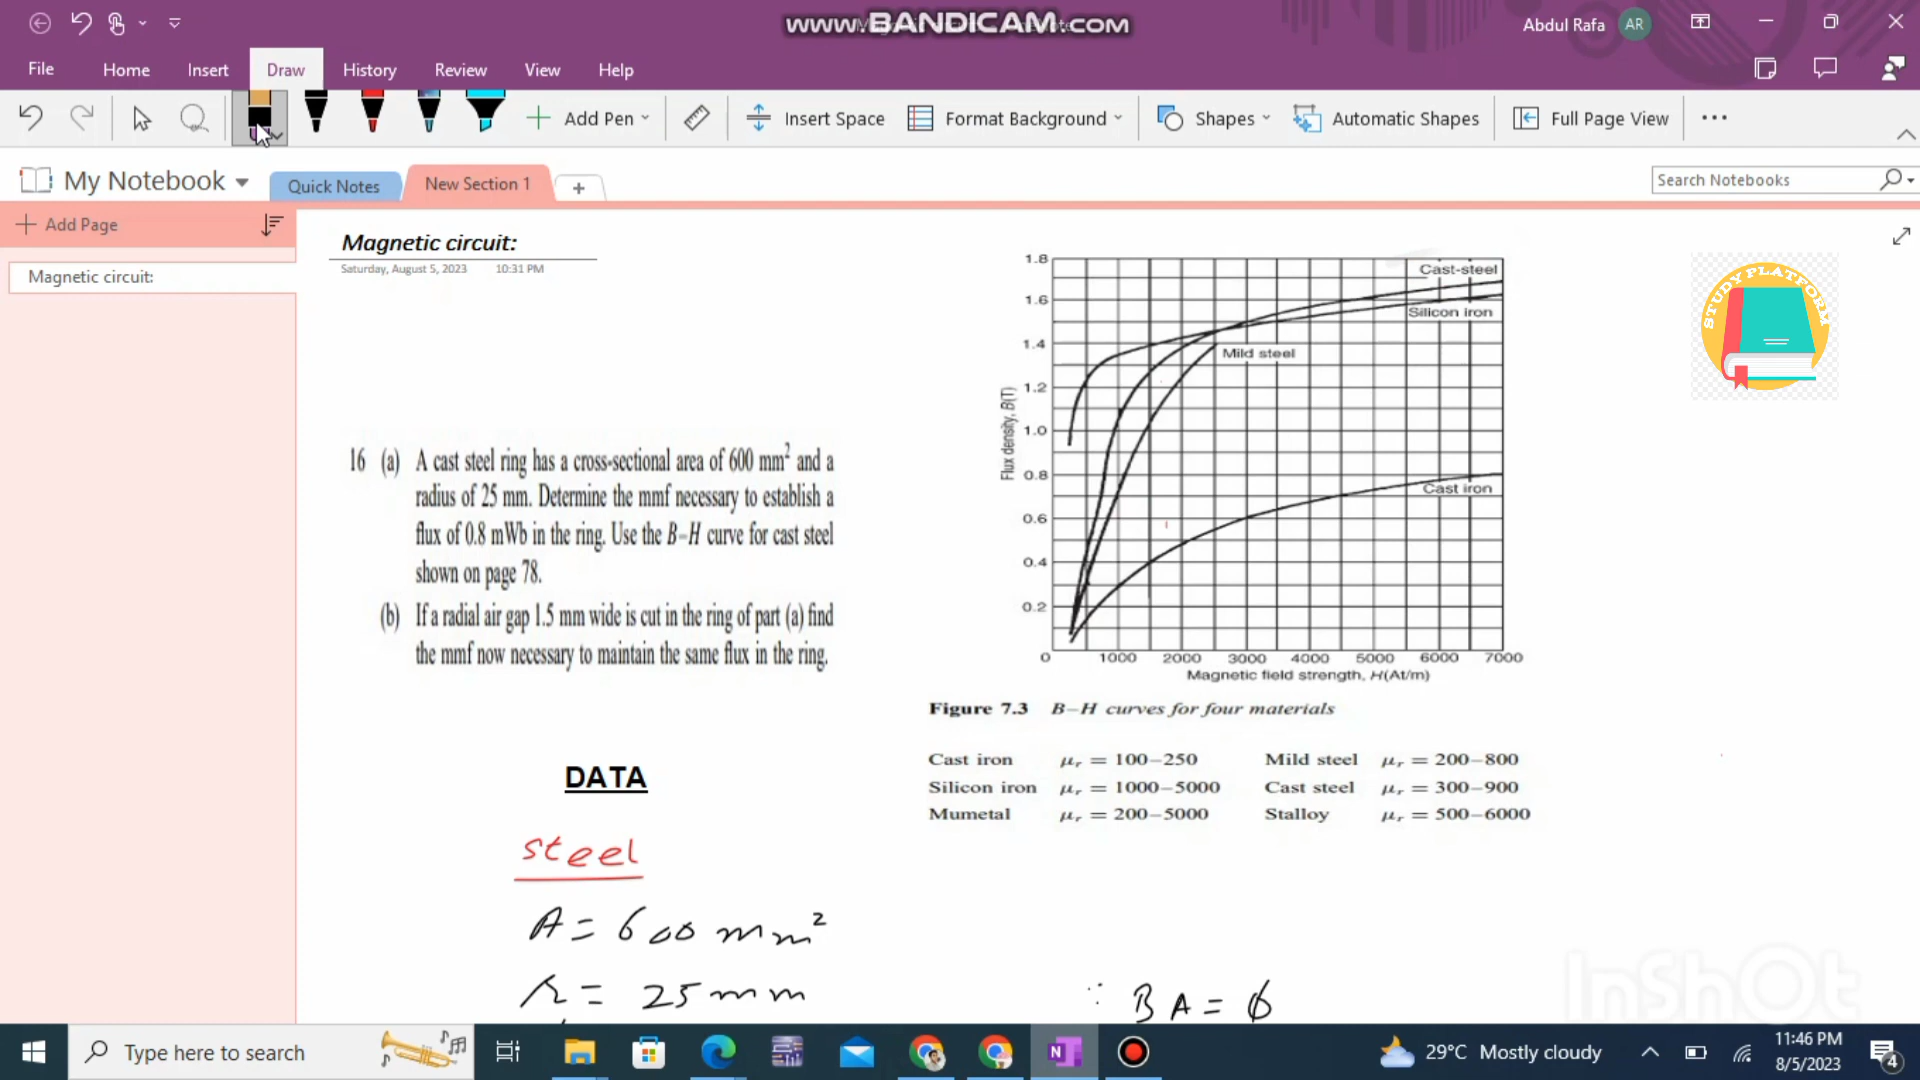 www.BANDICAM.com
Abdul Rafa AR
File Home Insert Draw History Review View Help
Add Pen Insert Space Format Background Shapes Automatic Shapes Full Page View
My Notebook Quick Notes New Section 1 Search Notebooks
Add Page
Magnetic circuit:
Magnetic circuit:
Saturday, August 5, 2023 10:31 PM
16 (a) A cast steel ring has a cross-sectional area of 600 mm² and a
radius of 25 mm. Determine the mmf necessary to establish a
flux of 0.8 mWb in the ring. Use the B–H curve for cast steel
shown on page 78.
(b) If a radial air gap 1.5 mm wide is cut in the ring of part (a) find
the mmf now necessary to maintain the same flux in the ring.
DATA
steel
A = 600 mm²
r = 25 mm
1.8
1.6
1.4
1.2
1.0
0.8
0.6
0.4
0.2
0 1000 2000 3000 4000 5000 6000 7000
Flux density, B(T)
Cast-steel
Silicon iron
Mild steel
Cast iron
Magnetic field strength, H(At/m)
Figure 7.3 B–H curves for four materials
Cast iron μr = 100–250 Mild steel μr = 200–800
Silicon iron μr = 1000–5000 Cast steel μr = 300–900
Mumetal μr = 200–5000 Stalloy μr = 500–6000
∵ BA = ϕ
STUDY PLATFORM
InShOt
Type here to search
29°C Mostly cloudy
11:46 PM
8/5/2023
4